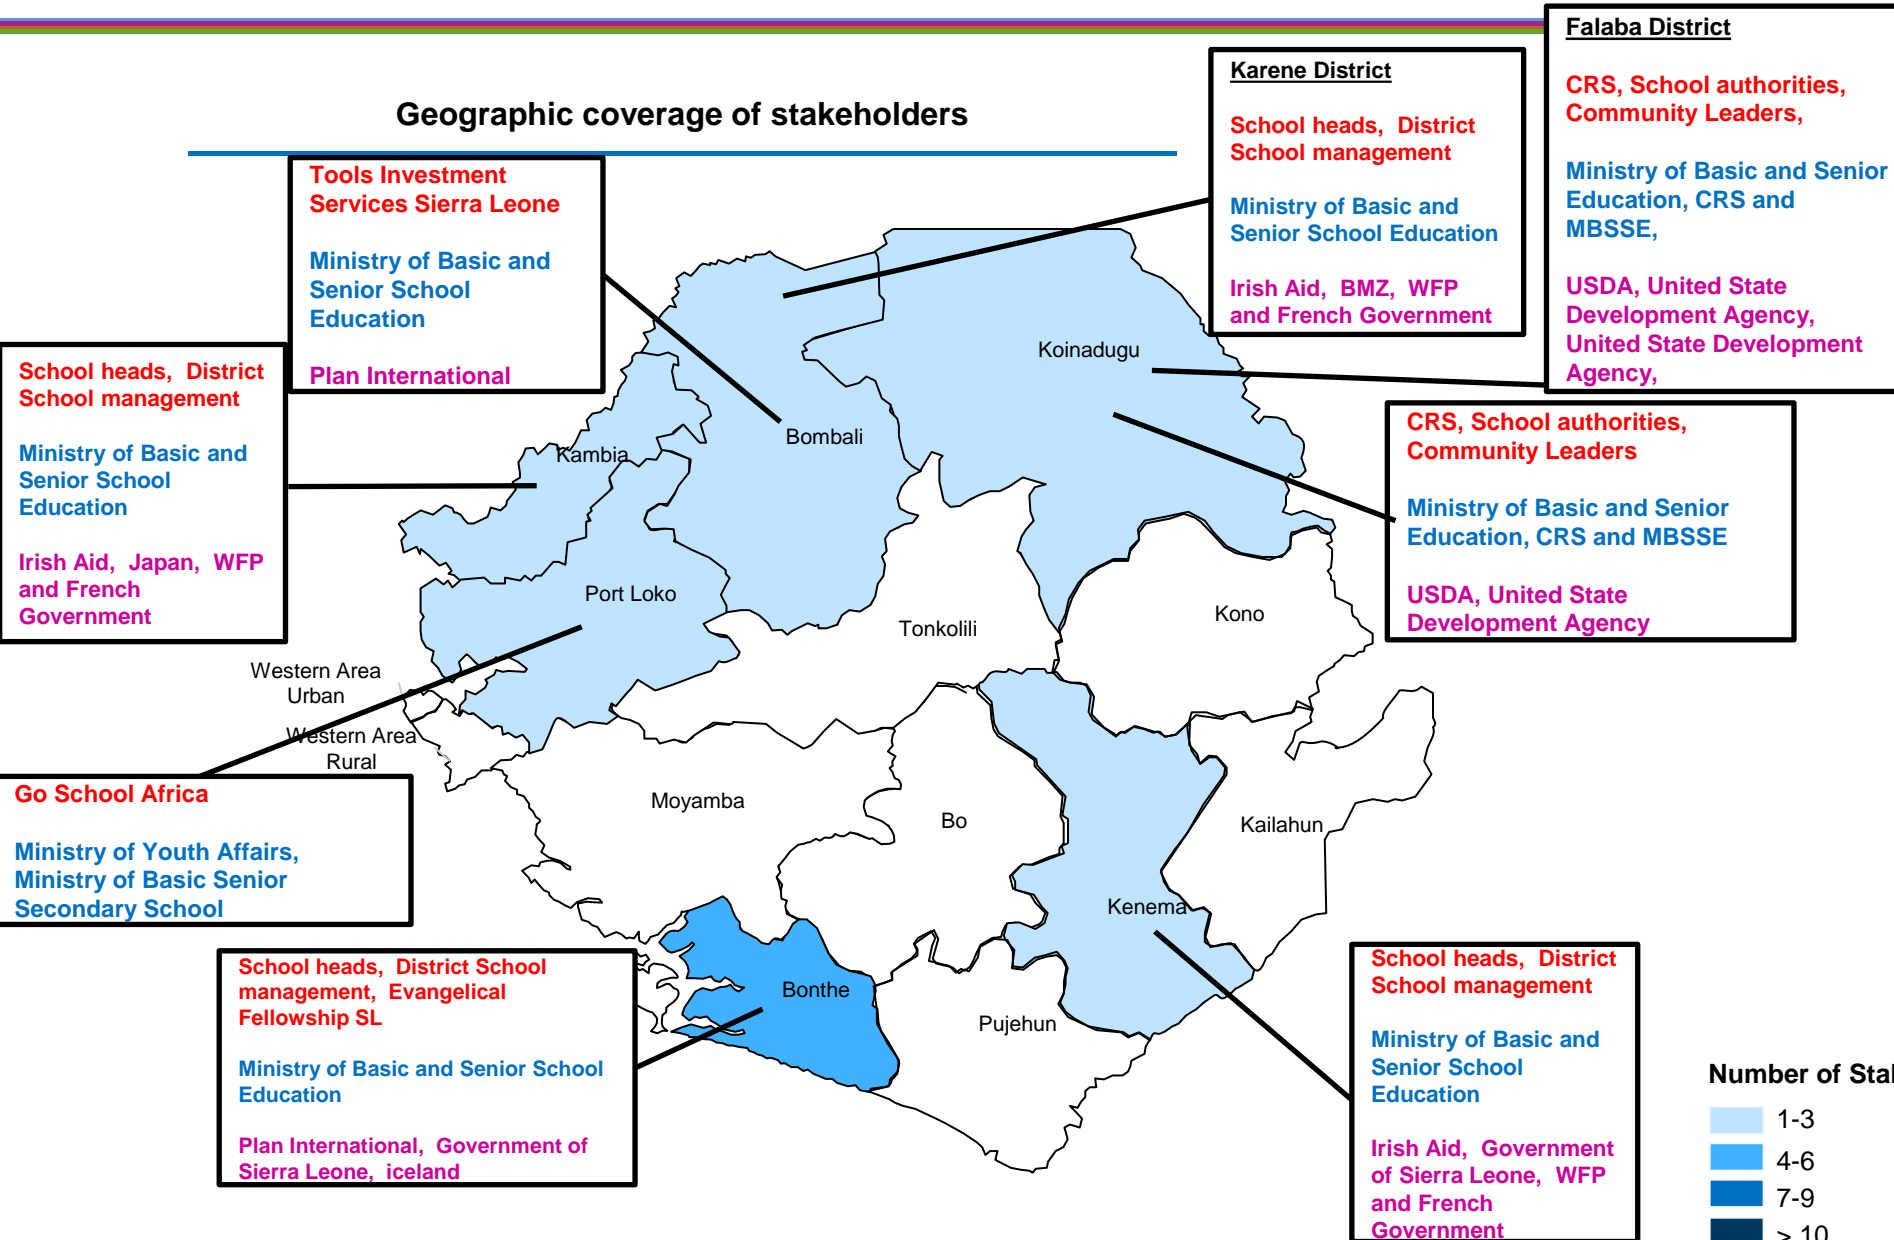 Geographic coverage of stakeholders
Falaba District
CRS, School authorities,
Community Leaders,
Ministry of Basic and Senior
Education, CRS and
MBSSE,
USDA, United State
Development Agency,
United State Development
Agency,
Karene District
School heads,  District
School management
Ministry of Basic and
Senior School Education
Irish Aid,  BMZ,  WFP
and French Government
Tools Investment
Services Sierra Leone
Ministry of Basic and
Senior School
Education
Plan International
School heads,  District
School management
Ministry of Basic and
Senior School
Education
Irish Aid,  Japan,  WFP
and French
Government
CRS, School authorities,
Community Leaders
Ministry of Basic and Senior
Education, CRS and MBSSE
USDA, United State
Development Agency
Koinadugu
Bombali
Kambia
Port Loko
Tonkolili
Kono
Western Area
Urban
Western Area
Rural
Moyamba
Bo
Kailahun
Kenema
Bonthe
Pujehun
Go School Africa
Ministry of Youth Affairs,
Ministry of Basic Senior
Secondary School
School heads,  District School
management,  Evangelical
Fellowship SL
Ministry of Basic and Senior School
Education
Plan International,  Government of
Sierra Leone,  iceland
School heads,  District
School management
Ministry of Basic and
Senior School
Education
Irish Aid,  Government
of Sierra Leone,  WFP
and French
Government
Number of Stal
1-3
4-6
7-9
> 10